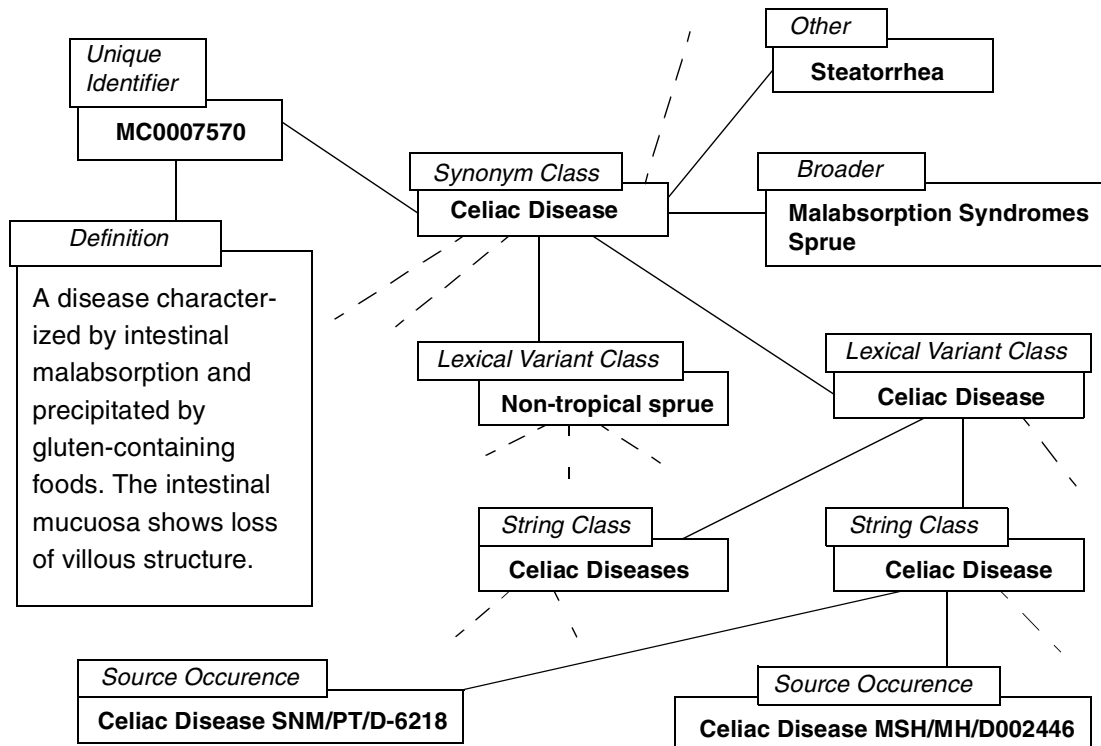 Other
Steatorrhea
Unique
Identifier
MC0007570
Synonym Class
Celiac Disease
Broader
Malabsorption Syndromes
Sprue
Definition
A disease character-
ized by intestinal
malabsorption and
precipitated by
gluten-containing
foods. The intestinal
mucuosa shows loss
of villous structure.
Lexical Variant Class
Non-tropical sprue
Lexical Variant Class
Celiac Disease
String Class
Celiac Diseases
String Class
Celiac Disease
Source Occurence
Celiac Disease SNM/PT/D-6218
Source Occurence
Celiac Disease MSH/MH/D002446